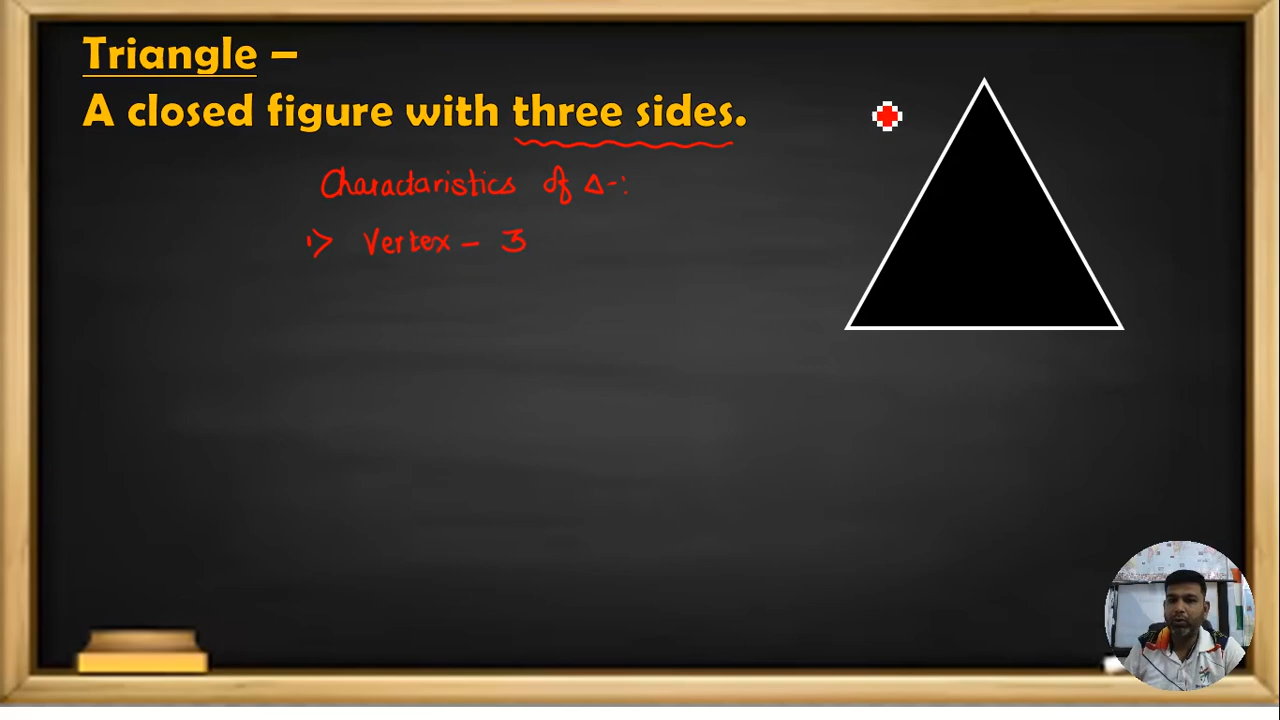 Triangle –
A closed figure with three sides.
Charactaristics of Δ-:
1> Vertex - 3